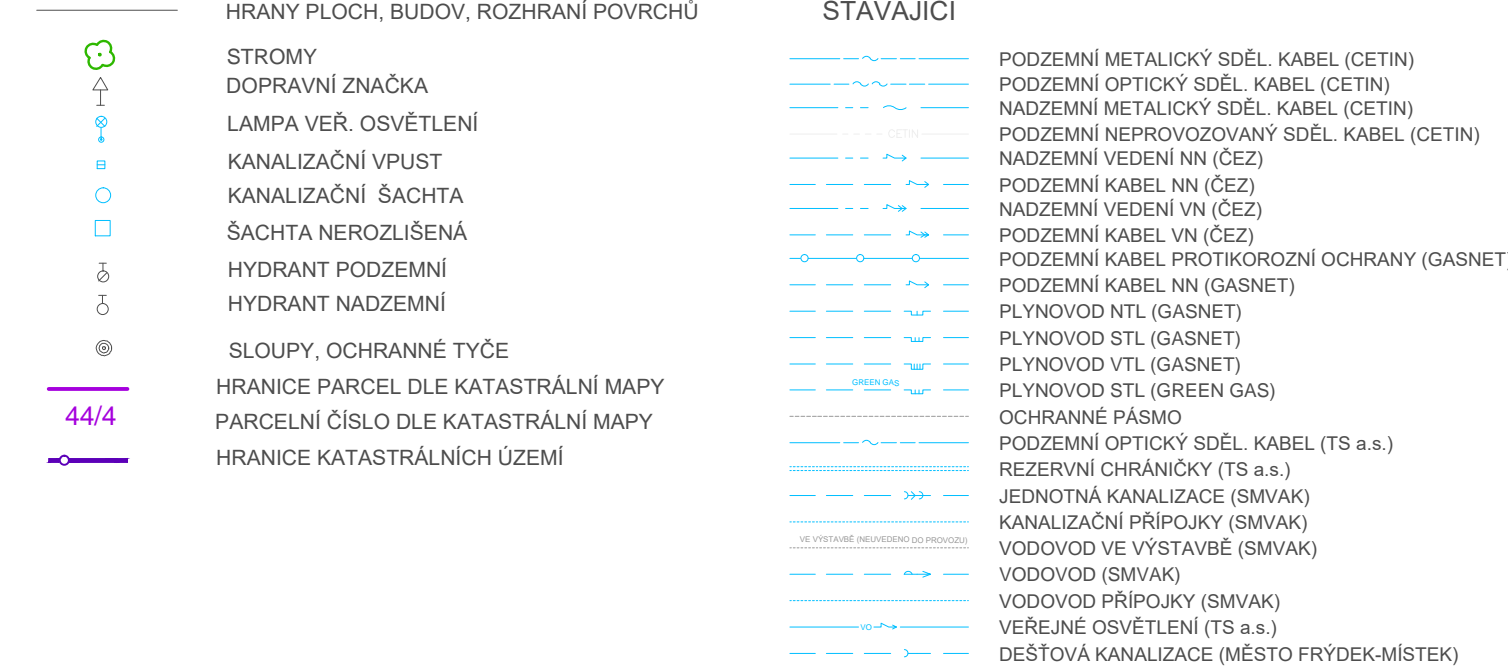 HRANY PLOCH, BUDOV, ROZHRANÍ POVRCHŮ
STROMY
DOPRAVNÍ ZNAČKA
LAMPA VEŘ. OSVĚTLENÍ
KANALIZAČNÍ VPUST
KANALIZAČNÍ ŠACHTA
ŠACHTA NEROZLIŠENÁ
HYDRANT PODZEMNÍ
HYDRANT NADZEMNÍ
SLOUPY, OCHRANNÉ TYČE
HRANICE PARCEL DLE KATASTRÁLNÍ MAPY
44/4 PARCELNÍ ČÍSLO DLE KATASTRÁLNÍ MAPY
HRANICE KATASTRÁLNÍCH ÚZEMÍ
STÁVAJÍCÍ
PODZEMNÍ METALICKÝ SDĚL. KABEL (CETIN)
PODZEMNÍ OPTICKÝ SDĚL. KABEL (CETIN)
NADZEMNÍ METALICKÝ SDĚL. KABEL (CETIN)
CETIN PODZEMNÍ NEPROVOZOVANÝ SDĚL. KABEL (CETIN)
NADZEMNÍ VEDENÍ NN (ČEZ)
PODZEMNÍ KABEL NN (ČEZ)
NADZEMNÍ VEDENÍ VN (ČEZ)
PODZEMNÍ KABEL VN (ČEZ)
PODZEMNÍ KABEL PROTIKOROZNÍ OCHRANY (GASNET)
PODZEMNÍ KABEL NN (GASNET)
PLYNOVOD NTL (GASNET)
PLYNOVOD STL (GASNET)
PLYNOVOD VTL (GASNET)
GREEN GAS PLYNOVOD STL (GREEN GAS)
OCHRANNÉ PÁSMO
PODZEMNÍ OPTICKÝ SDĚL. KABEL (TS a.s.)
REZERVNÍ CHRÁNIČKY (TS a.s.)
JEDNOTNÁ KANALIZACE (SMVAK)
KANALIZAČNÍ PŘÍPOJKY (SMVAK)
VE VÝSTAVBĚ (NEUVEDENO DO PROVOZU) VODOVOD VE VÝSTAVBĚ (SMVAK)
VODOVOD (SMVAK)
VODOVOD PŘÍPOJKY (SMVAK)
VO VEŘEJNÉ OSVĚTLENÍ (TS a.s.)
DEŠŤOVÁ KANALIZACE (MĚSTO FRÝDEK-MÍSTEK)